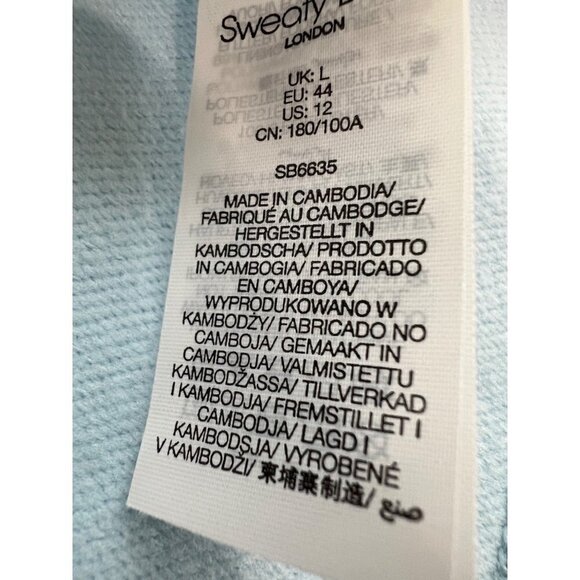 Sweaty
LONDON
UK: L
EU: 44
US: 12
CN: 180/100A
SB6635
MADE IN CAMBODIA/
FABRIQUÉ AU CAMBODGE/
HERGESTELLT IN
KAMBODSCHA/ PRODOTTO
IN CAMBOGIA/ FABRICADO
EN CAMBOYA/
WYPRODUKOWANO W
KAMBODŻY/ FABRICADO NO
CAMBOJA/ GEMAAKT IN
CAMBODJA/ VALMISTETTU
KAMBODŽASSA/ TILLVERKAD
I KAMBODJA/ FREMSTILLET I
CAMBODJA/ LAGD I
KAMBODSJA/ VYROBENÉ
V KAMBODŽI/ 柬埔寨制造/ صنع